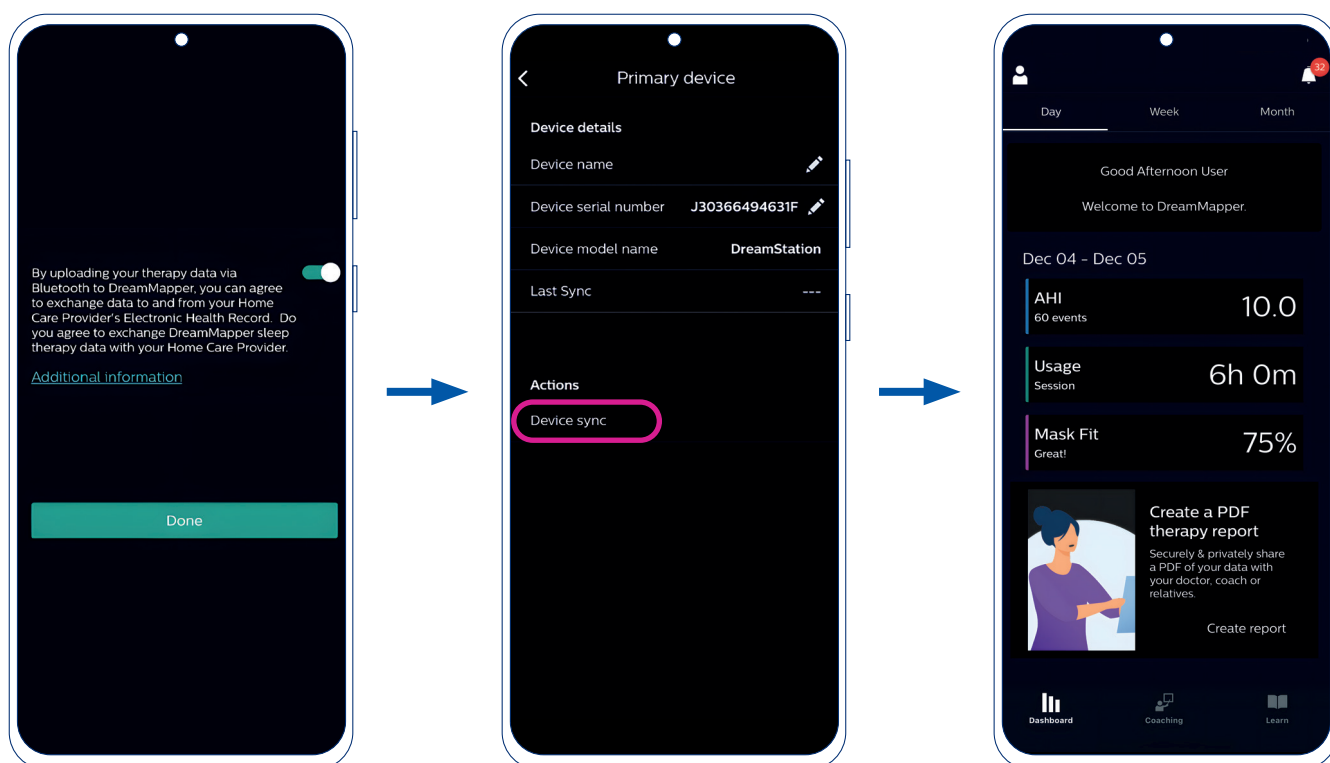 By uploading your therapy data via
Bluetooth to DreamMapper, you can agree
to exchange data to and from your Home
Care Provider's Electronic Health Record. Do
you agree to exchange DreamMapper sleep
therapy data with your Home Care Provider.
Additional information
Done
Primary device
Device details
Device name
Device serial number J30366494631F
Device model name DreamStation
Last Sync ---
Actions
Device sync
32
Day Week Month
Good Afternoon User
Welcome to DreamMapper.
Dec 04 - Dec 05
AHI
60 events
10.0
Usage
Session
6h 0m
Mask Fit
Great!
75%
Create a PDF
therapy report
Securely & privately share
a PDF of your data with
your doctor, coach or
relatives.
Create report
Dashboard Coaching Learn